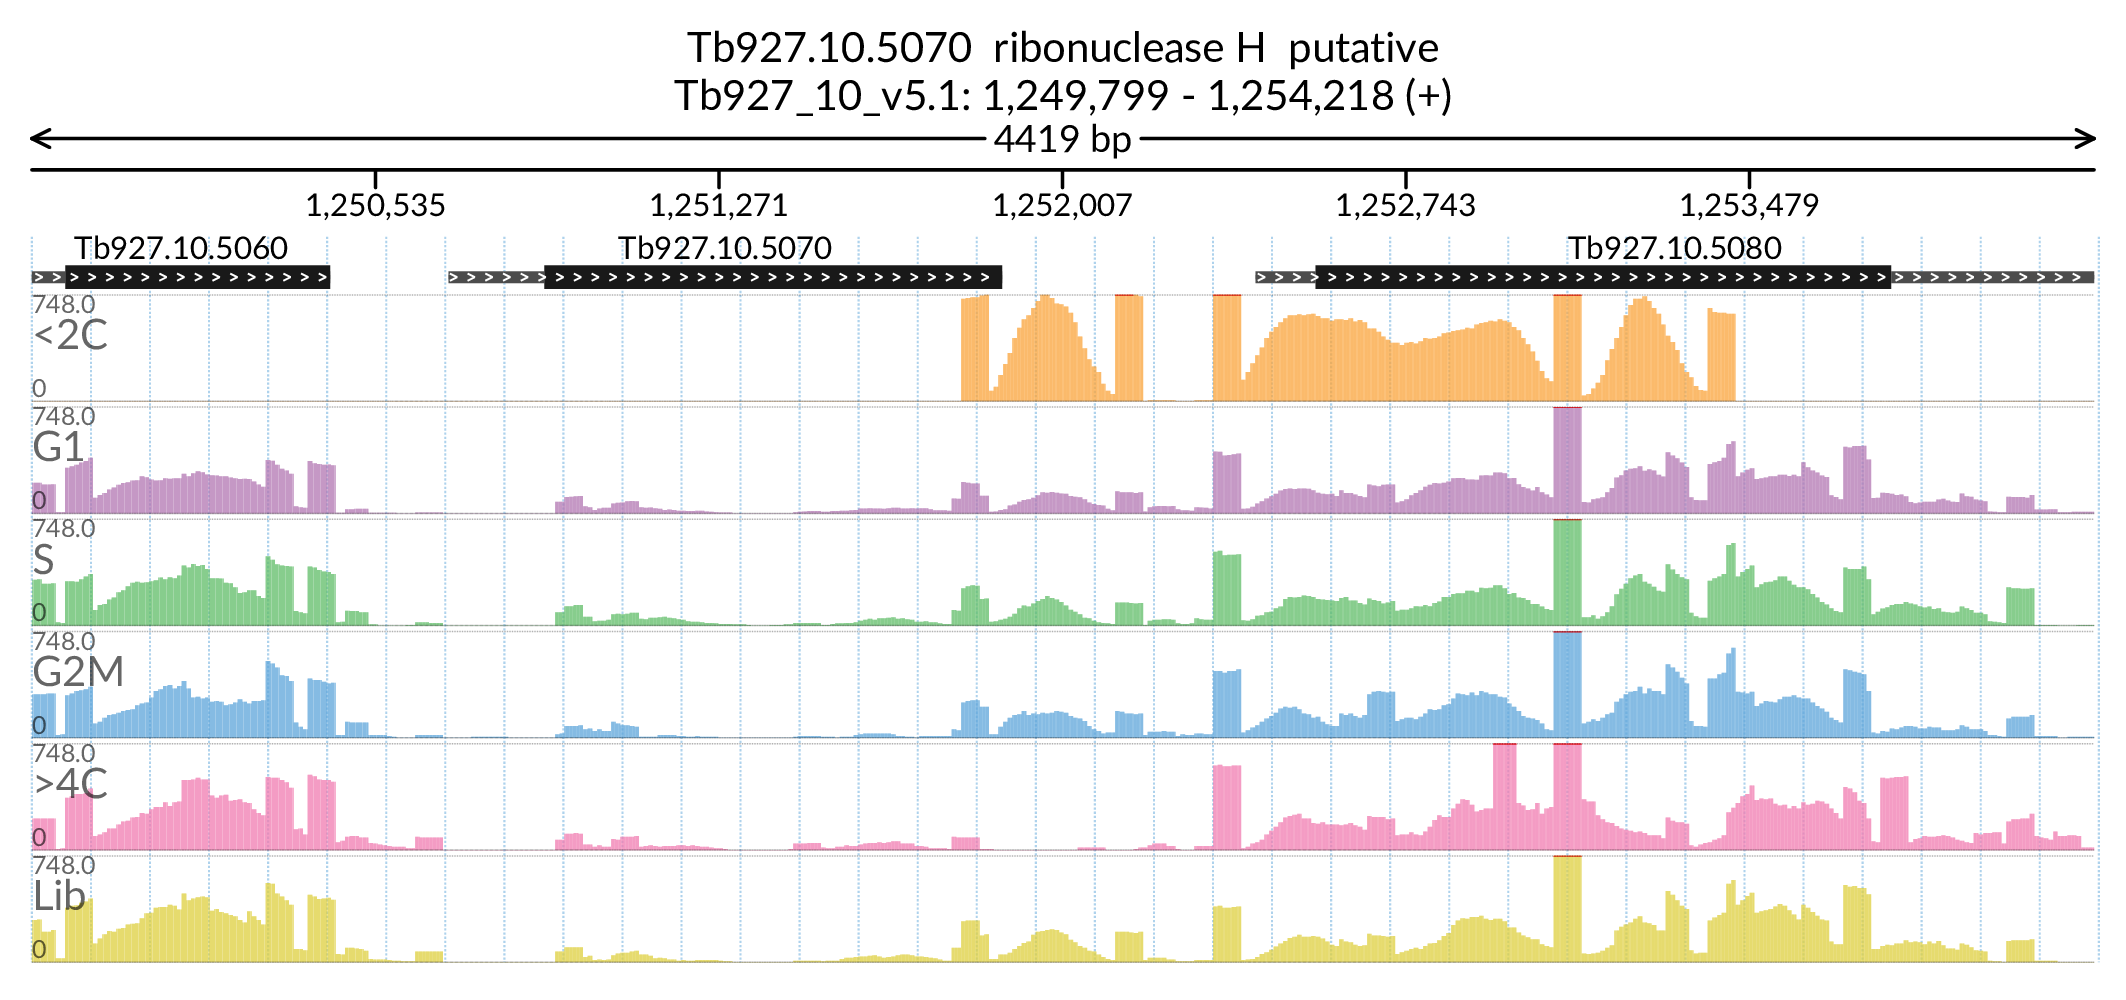 Tb927.10.5070 ribonuclease H putative
Tb927_10_v5.1: 1,249,799 - 1,254,218 (+)
4419 bp
1,250,535 1,251,271 1,252,007 1,252,743 1,253,479
Tb927.10.5060 Tb927.10.5070 Tb927.10.5080
748.0
<2C
0
748.0
G1
0
748.0
S
0
748.0
G2M
0
748.0
>4C
0
748.0
Lib
0